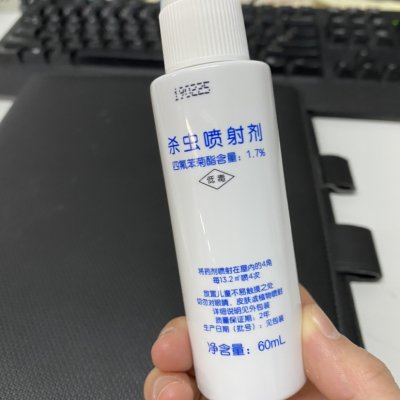 190225
杀虫喷射剂
四氟苯菊酯含量：1.7%
低毒
将药剂喷射在屋内的4角
每13.2㎡喷4次
放置儿童不易触摸之处
切勿对眼睛、皮肤或植物喷射
详细说明见外包装
质量保证期：2年
生产日期（批号）：见包装
净含量：60mL